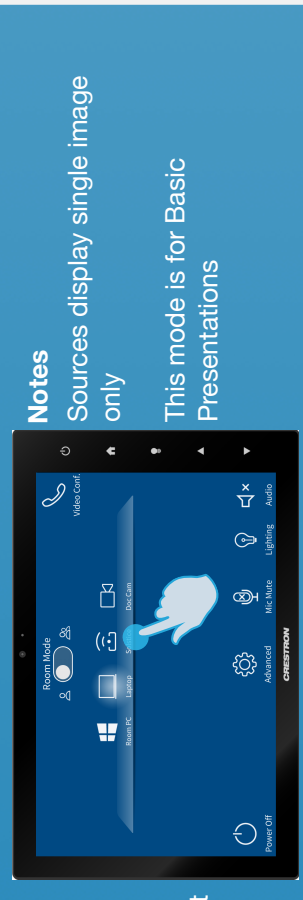 Room Mode
Video Conf.
Room PC
Laptop
Doc Cam
Power Off
Advanced
Mic Mute
Lighting
Audio
CRESTRON
Notes
Sources display single image
only
This mode is for Basic
Presentations